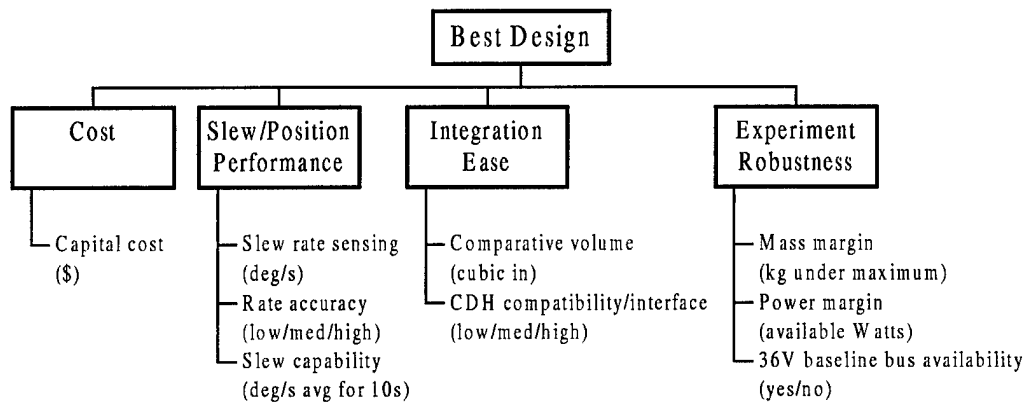 Best Design
Cost
Slew/Position
Performance
Integration
Ease
Experiment
Robustness
Capital cost
($)
Slew rate sensing
(deg/s)
Rate accuracy
(low/med/high)
Slew capability
(deg/s avg for 10s)
Comparative volume
(cubic in)
CDH compatibility/interface
(low/med/high)
Mass margin
(kg under maximum)
Power margin
(available Watts)
36V baseline bus availability
(yes/no)